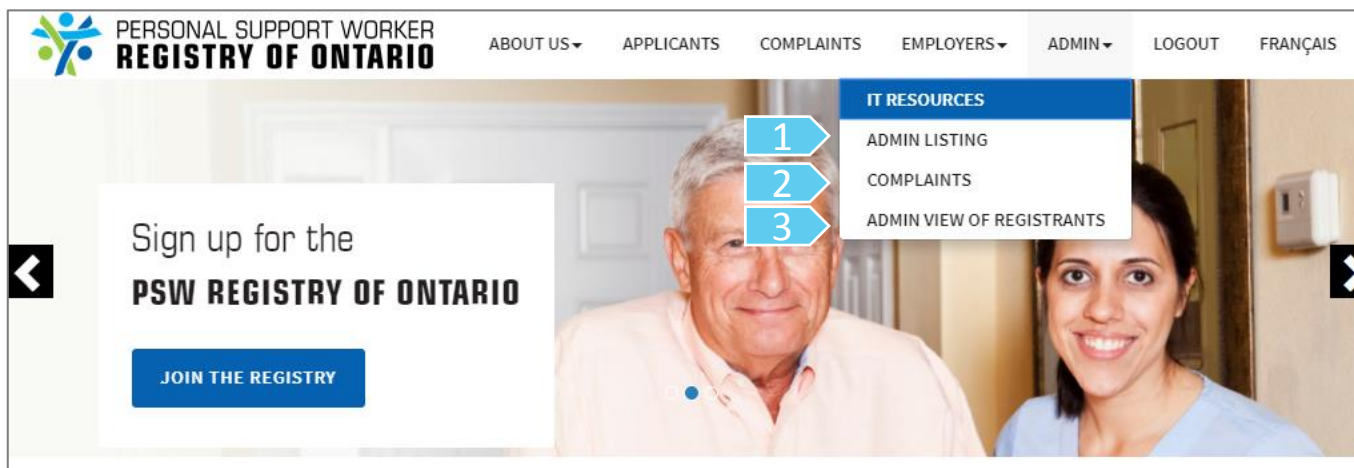 PERSONAL SUPPORT WORKER
REGISTRY OF ONTARIO
ABOUT US
APPLICANTS
COMPLAINTS
EMPLOYERS
ADMIN
LOGOUT
FRANÇAIS
IT RESOURCES
1
ADMIN LISTING
2
COMPLAINTS
3
ADMIN VIEW OF REGISTRANTS
Sign up for the
PSW REGISTRY OF ONTARIO
JOIN THE REGISTRY